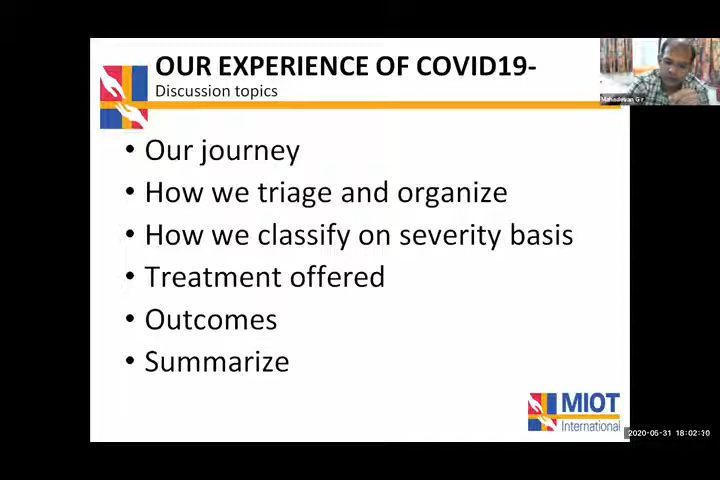 OUR EXPERIENCE OF COVID19-
Discussion topics
Mahadevan G r
• Our journey
• How we triage and organize
• How we classify on severity basis
• Treatment offered
• Outcomes
• Summarize
MIOT
International
2020-05-31 18:02:10